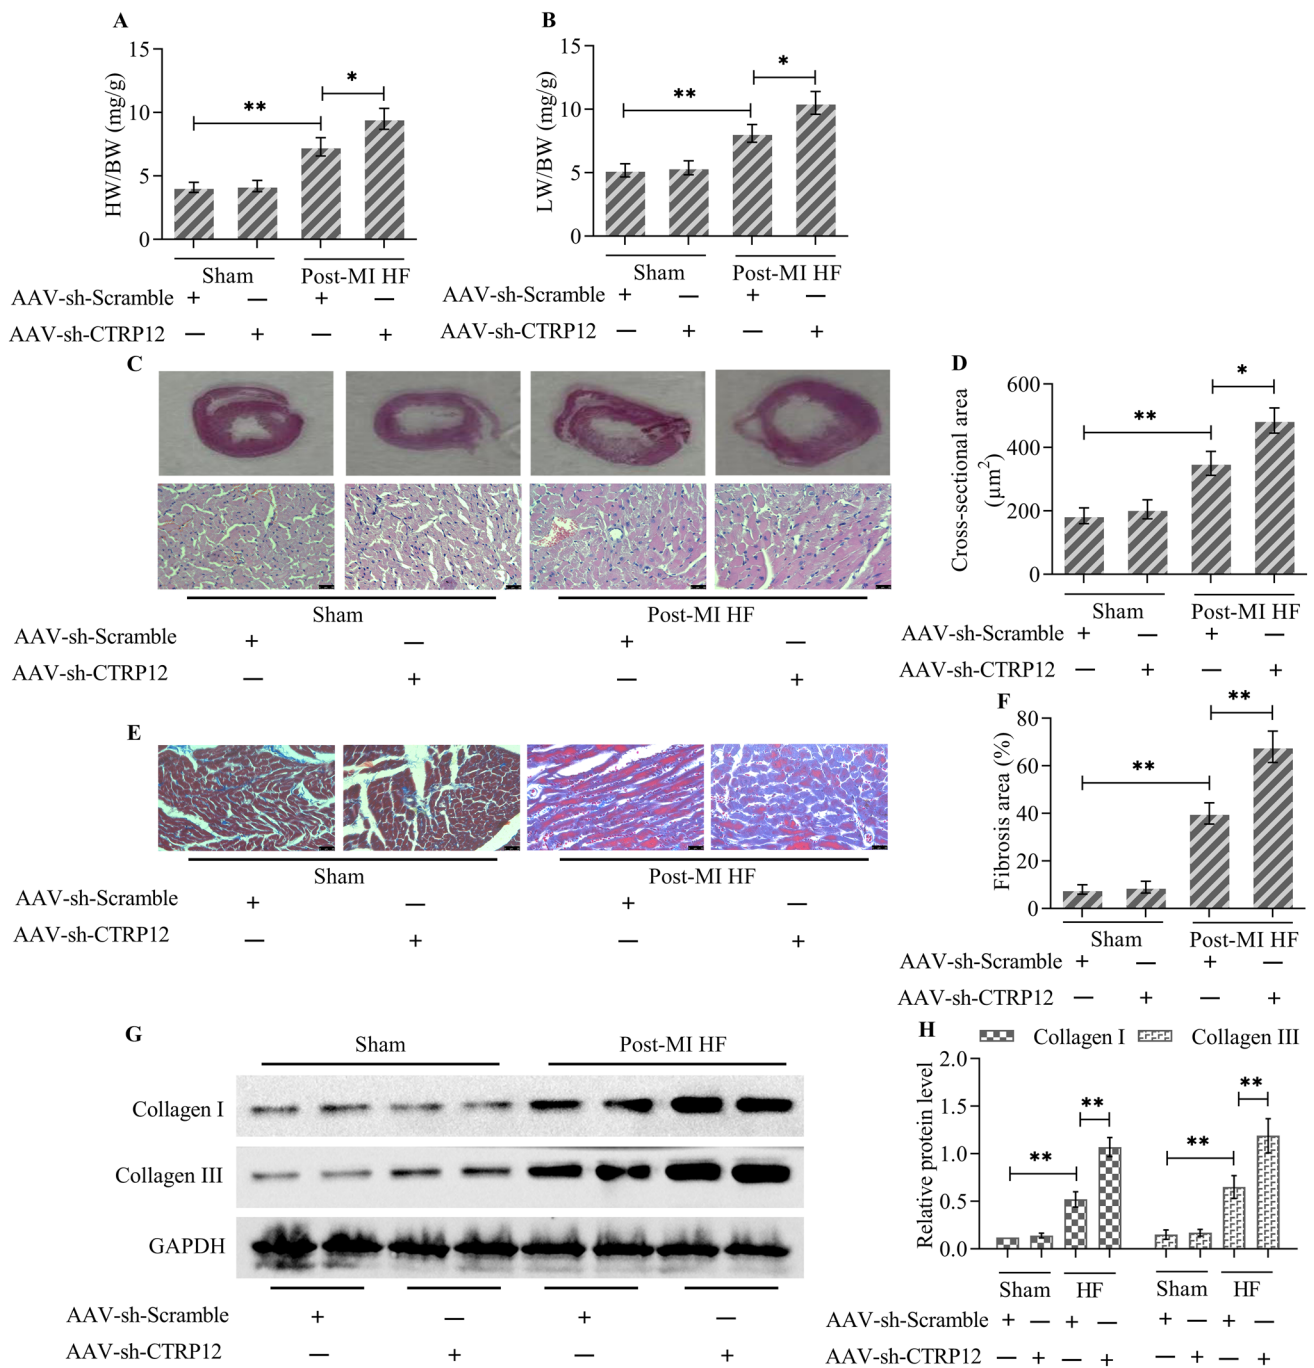 A
HW/BW (mg/g)
15
10
5
0
**
*
Sham
Post-MI HF
AAV-sh-Scramble + — + —
AAV-sh-CTRP12 — + — +
B
LW/BW (mg/g)
15
10
5
0
**
*
Sham
Post-MI HF
AAV-sh-Scramble + — + —
AAV-sh-CTRP12 — + — +
C
Sham
Post-MI HF
AAV-sh-Scramble + — + —
AAV-sh-CTRP12 — + — +
D
Cross-sectional area
(µm²)
600
400
200
0
**
*
Sham
Post-MI HF
AAV-sh-Scramble + — + —
AAV-sh-CTRP12 — + — +
E
Sham
Post-MI HF
AAV-sh-Scramble + — + —
AAV-sh-CTRP12 — + — +
F
Fibrosis area (%)
80
60
40
20
0
**
**
Sham
Post-MI HF
AAV-sh-Scramble + — + —
AAV-sh-CTRP12 — + — +
G
Sham
Post-MI HF
Collagen I
Collagen III
GAPDH
AAV-sh-Scramble + — + —
AAV-sh-CTRP12 — + — +
H
Collagen I
Collagen III
Relative protein level
2.0
1.5
1.0
0.5
0.0
**
**
**
**
Sham
HF
Sham
HF
AAV-sh-Scramble + — + — + — + —
AAV-sh-CTRP12 — + — + — + — +